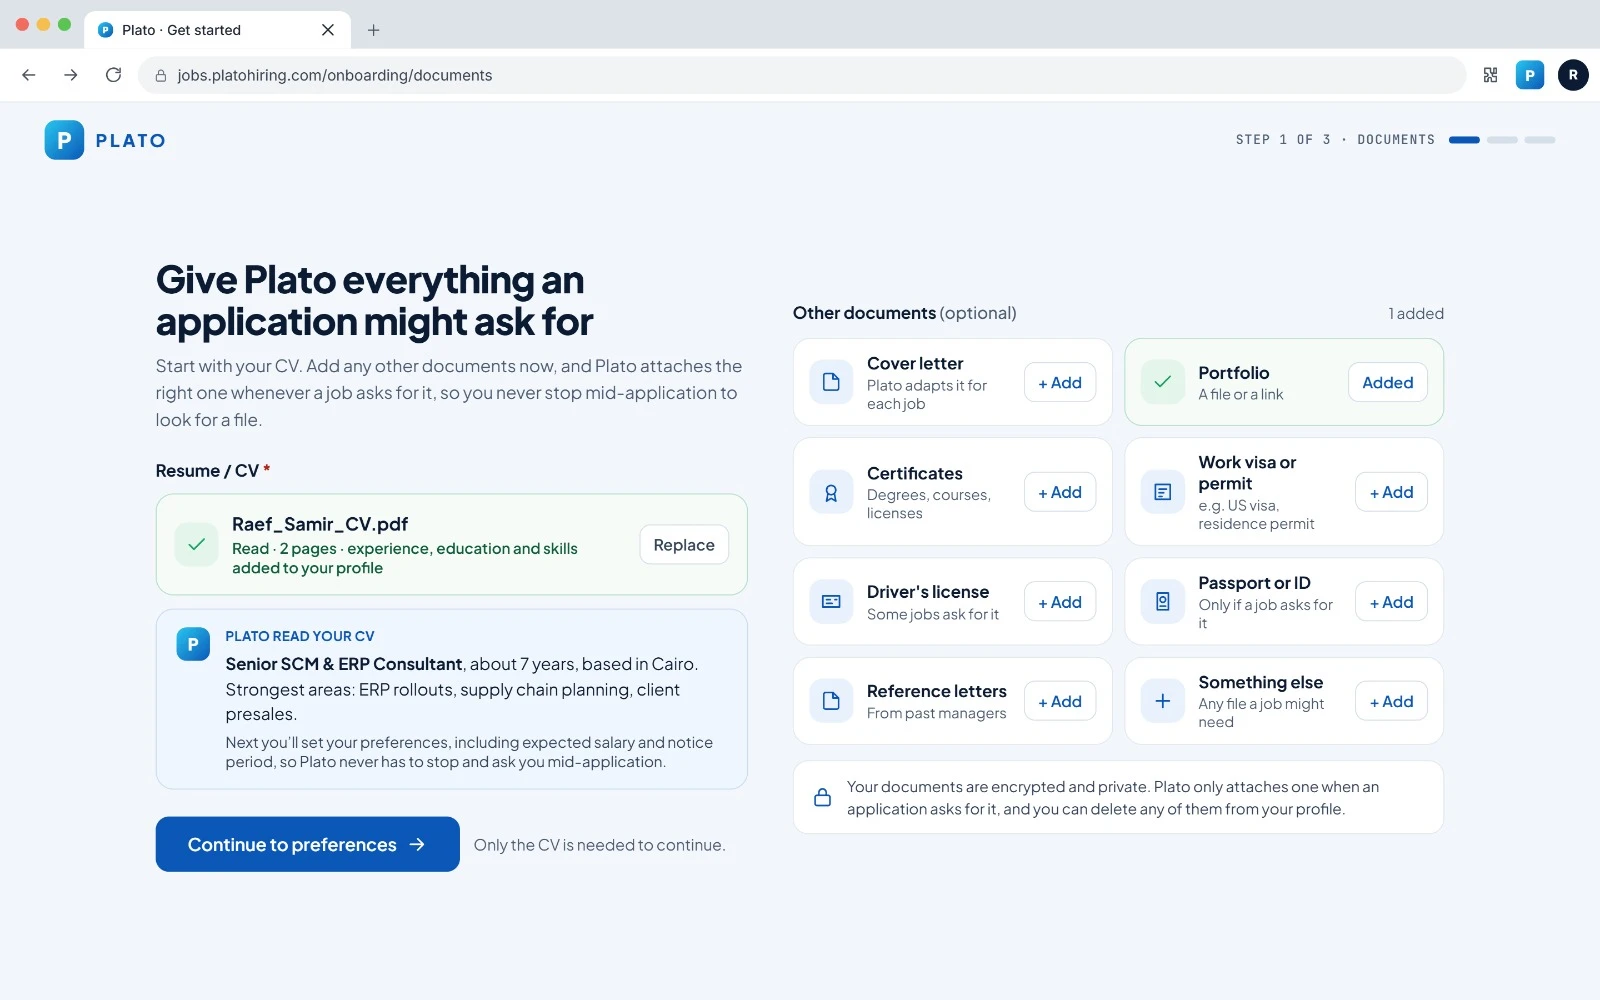 P Plato · Get started
jobs.platohiring.com/onboarding/documents
P
R
P PLATO
STEP 1 OF 3 · DOCUMENTS
Give Plato everything an
application might ask for
Start with your CV. Add any other documents now, and Plato attaches the
right one whenever a job asks for it, so you never stop mid-application to
look for a file.
Resume / CV *
Raef_Samir_CV.pdf
Read · 2 pages · experience, education and skills
added to your profile
Replace
P
PLATO READ YOUR CV
Senior SCM & ERP Consultant, about 7 years, based in Cairo.
Strongest areas: ERP rollouts, supply chain planning, client
presales.
Next you'll set your preferences, including expected salary and notice
period, so Plato never has to stop and ask you mid-application.
Continue to preferences →
Only the CV is needed to continue.
Other documents (optional)
1 added
Cover letter
Plato adapts it for
each job
+ Add
Portfolio
A file or a link
Added
Certificates
Degrees, courses,
licenses
+ Add
Work visa or
permit
e.g. US visa,
residence permit
+ Add
Driver's license
Some jobs ask for it
+ Add
Passport or ID
Only if a job asks for
it
+ Add
Reference letters
From past managers
+ Add
Something else
Any file a job might
need
+ Add
Your documents are encrypted and private. Plato only attaches one when an
application asks for it, and you can delete any of them from your profile.